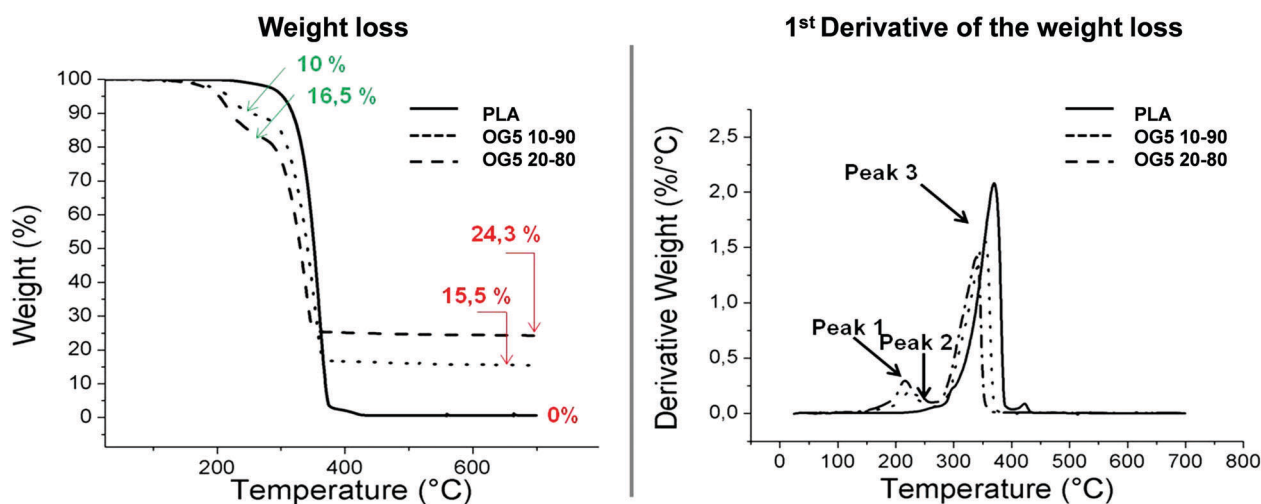 Weight loss
10 %
16,5 %
PLA
OG5 10-90
OG5 20-80
24,3 %
15,5 %
0%
100
90
80
70
60
50
40
30
20
10
0
200
400
600
Weight (%)
Temperature (°C)
1st Derivative of the weight loss
PLA
OG5 10-90
OG5 20-80
Peak 3
Peak 1
Peak 2
2,5
2,0
1,5
1,0
0,5
0,0
0
100
200
300
400
500
600
700
800
Derivative Weight (%/°C)
Temperature (°C)